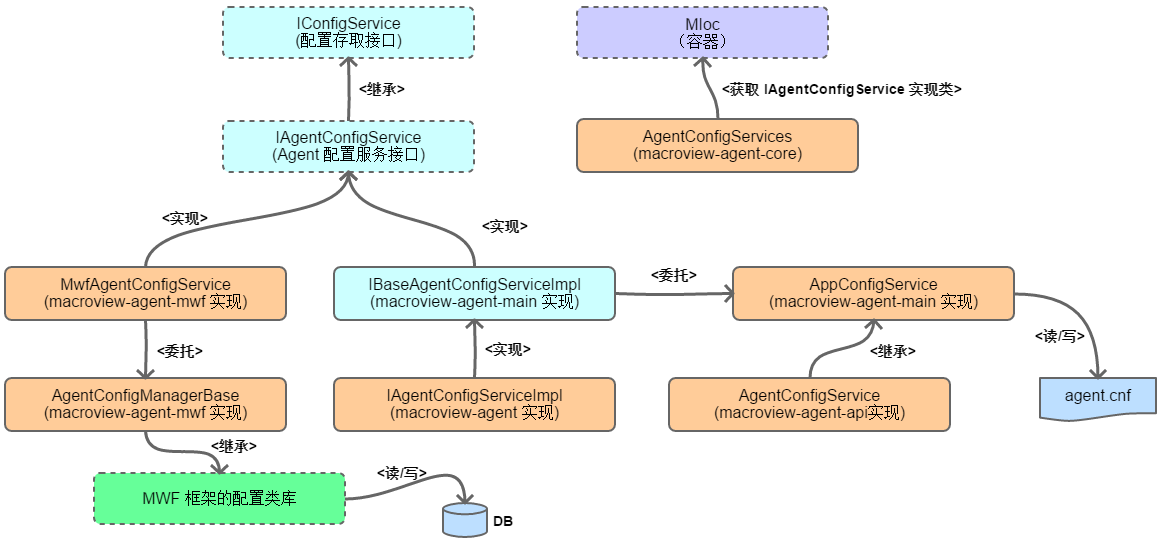 IConfigService
(配置存取接口)
MIoc
（容器）
<继承>
<获取 IAgentConfigService 实现类>
IAgentConfigService
(Agent 配置服务接口)
AgentConfigServices
(macroview-agent-core)
<实现>
<实现>
MwfAgentConfigService
(macroview-agent-mwf 实现)
IBaseAgentConfigServiceImpl
(macroview-agent-main 实现)
<委托>
AppConfigService
(macroview-agent-main 实现)
<委托>
<实现>
<继承>
<读/写>
AgentConfigManagerBase
(macroview-agent-mwf 实现)
IAgentConfigServiceImpl
(macroview-agent 实现)
AgentConfigService
(macroview-agent-api实现)
agent.cnf
<继承>
<读/写>
MWF 框架的配置类库
DB